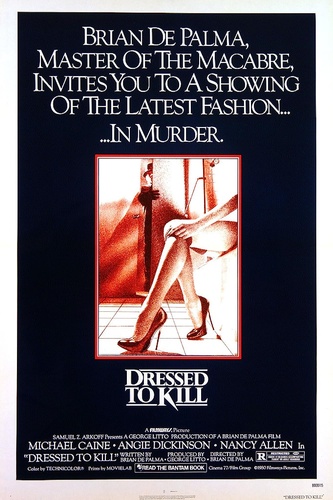 BRIAN DE PALMA,
MASTER OF THE MACABRE,
INVITES YOU TO A SHOWING
OF THE LATEST FASHION...
...IN MURDER.
DRESSED
TO KILL
A FILMWAYS Picture
SAMUEL Z. ARKOFF Presents A GEORGE LITTO PRODUCTION OF A BRIAN DE PALMA FILM
MICHAEL CAINE · ANGIE DICKINSON · NANCY ALLEN In
"DRESSED TO KILL" WRITTEN BY BRIAN DE PALMA · PRODUCED BY GEORGE LITTO · DIRECTED BY BRIAN DE PALMA
R RESTRICTED
Color by TECHNICOLOR® Prints by MOVIELAB READ THE BANTAM BOOK Cinema 77/Film Group ©1980 Filmways Pictures, Inc.
800015
"DRESSED TO KILL"